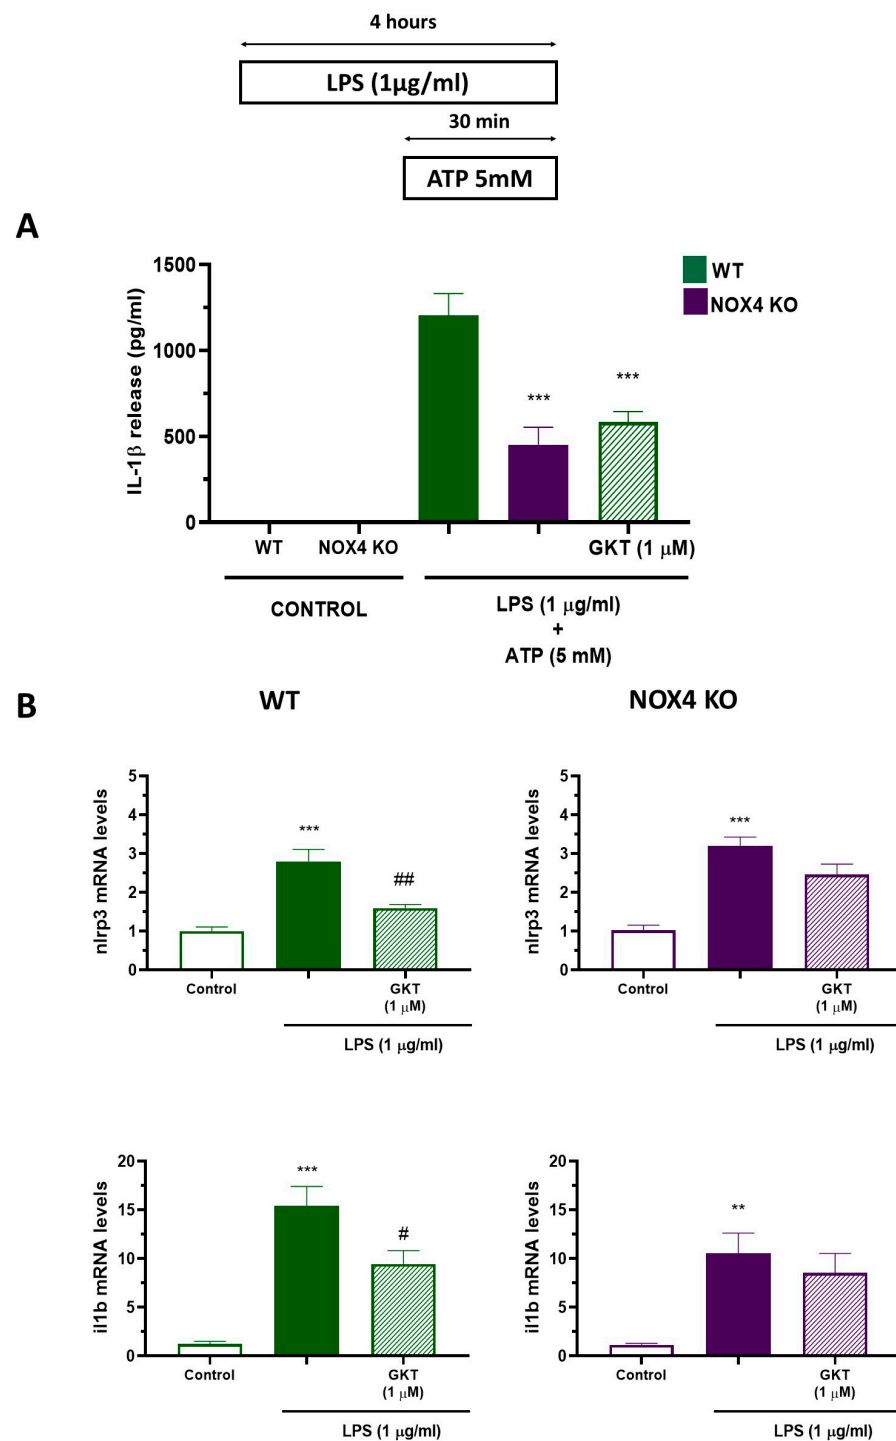 4 hours
LPS (1µg/ml)
30 min
ATP 5mM
A
1500
1000
500
0
IL-1β release (pg/ml)
WT
NOX4 KO
***
***
WT
NOX4 KO
GKT (1 μM)
CONTROL
LPS (1 μg/ml)
+
ATP (5 mM)
B
WT
NOX4 KO
5
4
3
2
1
0
nlrp3 mRNA levels
***
##
Control
GKT
(1 μM)
LPS (1 μg/ml)
5
4
3
2
1
0
nlrp3 mRNA levels
***
Control
GKT
(1 μM)
LPS (1 μg/ml)
20
15
10
5
0
il1b mRNA levels
***
#
Control
GKT
(1 μM)
LPS (1 μg/ml)
20
15
10
5
0
il1b mRNA levels
**
Control
GKT
(1 μM)
LPS (1 μg/ml)